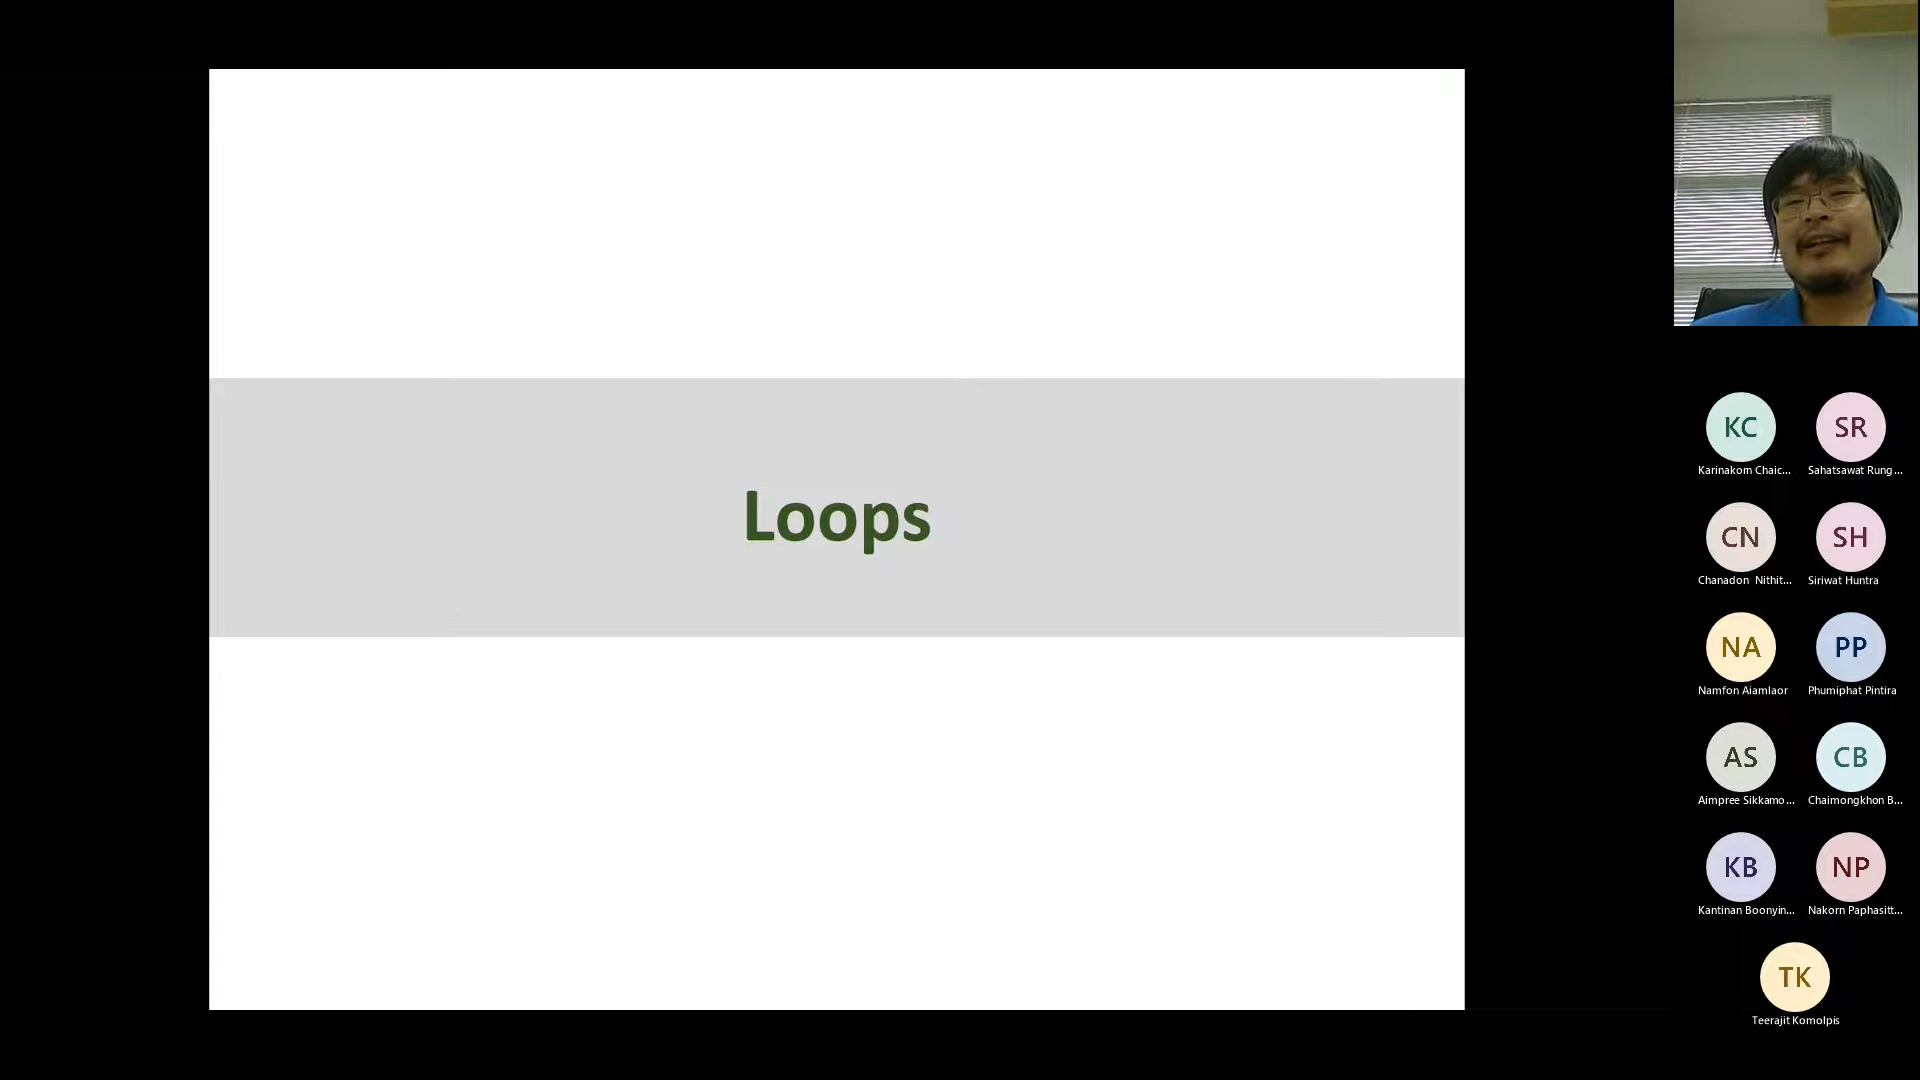 Loops
KC
SR
Karinakorn Chaic...
Sahatsawat Rung...
CN
SH
Chanadon Nithit...
Siriwat Huntra
NA
PP
Namfon Aiamlaor
Phumiphat Pintira
AS
CB
Aimpree Sikkamo...
Chaimongkhon B...
KB
NP
Kantinan Boonyin...
Nakorn Paphasitt...
TK
Teerajit Komolpis